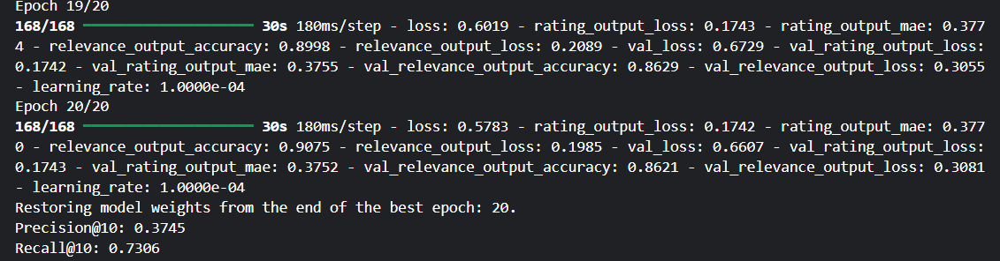 Epoch 19/20
168/168 ━━━━━━━━━━━━━━━━━━━━ 30s 180ms/step - loss: 0.6019 - rating_output_loss: 0.1743 - rating_output_mae: 0.377
4 - relevance_output_accuracy: 0.8998 - relevance_output_loss: 0.2089 - val_loss: 0.6729 - val_rating_output_loss:
0.1742 - val_rating_output_mae: 0.3755 - val_relevance_output_accuracy: 0.8629 - val_relevance_output_loss: 0.3055
- learning_rate: 1.0000e-04
Epoch 20/20
168/168 ━━━━━━━━━━━━━━━━━━━━ 30s 180ms/step - loss: 0.5783 - rating_output_loss: 0.1742 - rating_output_mae: 0.377
0 - relevance_output_accuracy: 0.9075 - relevance_output_loss: 0.1985 - val_loss: 0.6607 - val_rating_output_loss:
0.1743 - val_rating_output_mae: 0.3752 - val_relevance_output_accuracy: 0.8621 - val_relevance_output_loss: 0.3081
- learning_rate: 1.0000e-04
Restoring model weights from the end of the best epoch: 20.
Precision@10: 0.3745
Recall@10: 0.7306